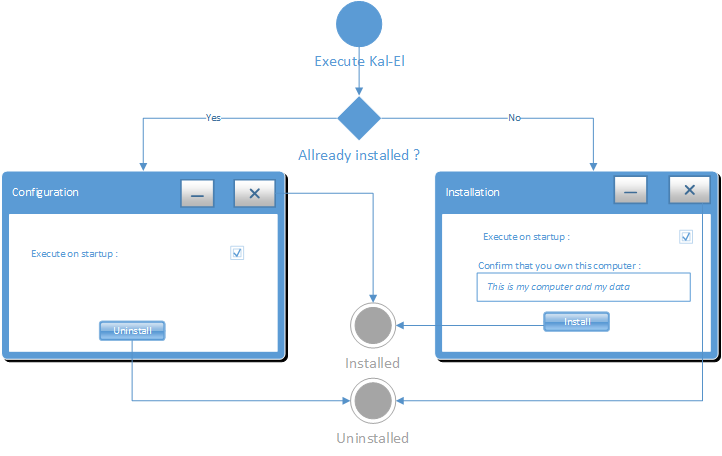 Execute Kal-El
Yes
No
Allready installed ?
Configuration
Installation
Execute on startup :
Execute on startup :
Confirm that you own this computer :
This is my computer and my data
Uninstall
Install
Installed
Uninstalled